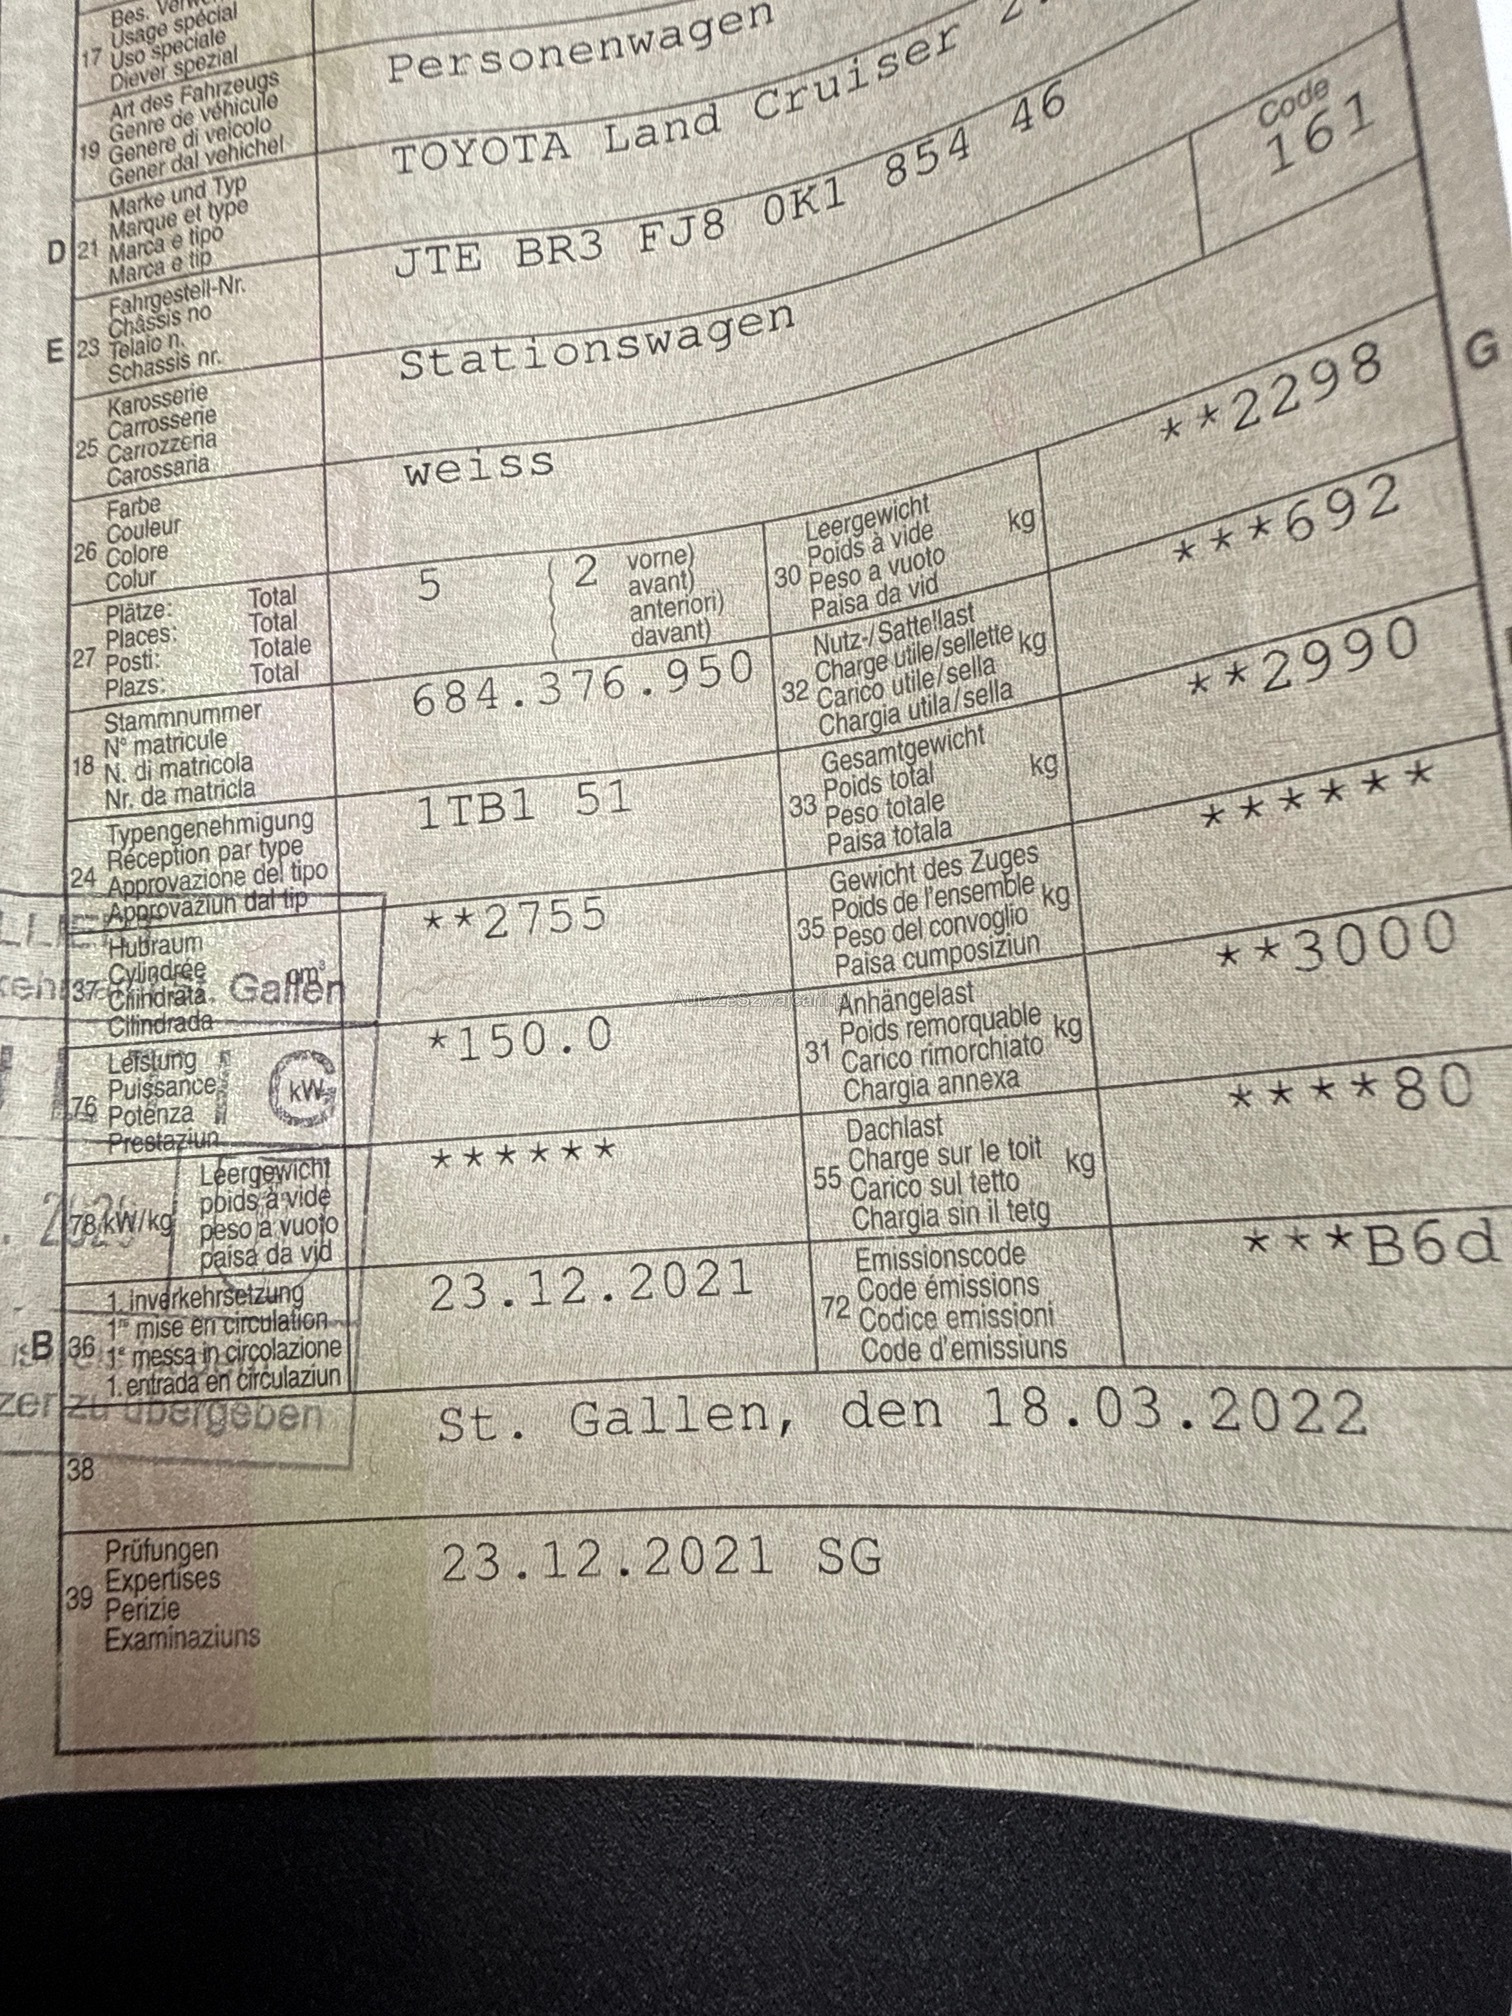 Bes.
Usage spécial
17 Uso speciale
Diever spezial
Personenwagen
Art des Fahrzeugs
Genre de véhicule
19 Genere di veicolo
Gener dal vehichel
TOYOTA Land Cruiser
Marke und Typ
Marque et type
D 21 Marca e tipo
Marca e tip
JTE BR3 FJ8 0K1 854 46
Fahrgestell-Nr.
Châssis no
E 23 Telaio n.
Schassis nr.
Stationswagen
Code
161
Karosserie
Carrosserie
25 Carrozzeria
Carossaria
weiss
Farbe
Couleur
26 Colore
Colur
Plätze: Total
Places: Total
27 Posti: Totale
Plazs: Total
5 ( 2 vorne)
avant)
anteriori)
davant)
Stammnummer
N° matricule
18 N. di matricola
Nr. da matricla
684.376.950
Typengenehmigung
Réception par type
24 Approvazione del tipo
Approvaziun dal tip
1TB1 51
Hubraum
Cylindrée
37 Cilindrata cm³
Cilindrada
**2755
Gallen
Leistung
Puissance
76 Potenza kW
Prestaziun
*150.0
Leergewicht
poids à vide
78 kW/kg peso a vuoto
paisa da vid
******
1. Inverkehrsetzung
1re mise en circulation
B 36 1a messa in circolazione
1. entrada en circulaziun
23.12.2021
zu übergeben
G
Leergewicht
Poids à vide kg
30 Peso a vuoto
Paisa da vid
**2298
Nutz-/Sattellast
Charge utile/sellette kg
32 Carico utile/sella
Chargia utila/sella
***692
Gesamtgewicht
Poids total kg
33 Peso totale
Paisa totala
**2990
Gewicht des Zuges
Poids de l'ensemble kg
35 Peso del convoglio
Paisa cumposiziun
******
Anhängelast
Poids remorquable kg
31 Carico rimorchiato
Chargia annexa
**3000
Dachlast
Charge sur le toit kg
55 Carico sul tetto
Chargia sin il tetg
****80
Emissionscode
Code émissions
72 Codice emissioni
Code d'emissiuns
***B6d
38 St. Gallen, den 18.03.2022
Prüfungen
Expertises
39 Perizie
Examinaziuns
23.12.2021 SG